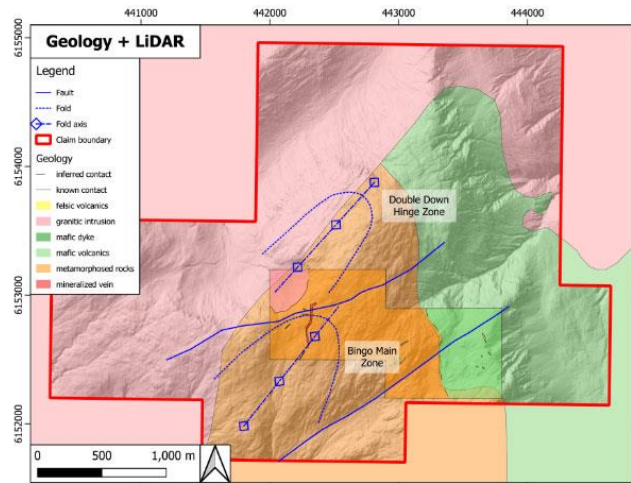 441000 442000 443000 444000
6155000
6154000
6153000
6152000
Geology + LiDAR
Legend
Fault
Fold
Fold axis
Claim boundary
Geology
inferred contact
known contact
felsic volcanics
granitic intrusion
mafic dyke
mafic volcanics
metamorphosed rocks
mineralized vein
Double Down
Hinge Zone
Bingo Main
Zone
0 500 1,000 m